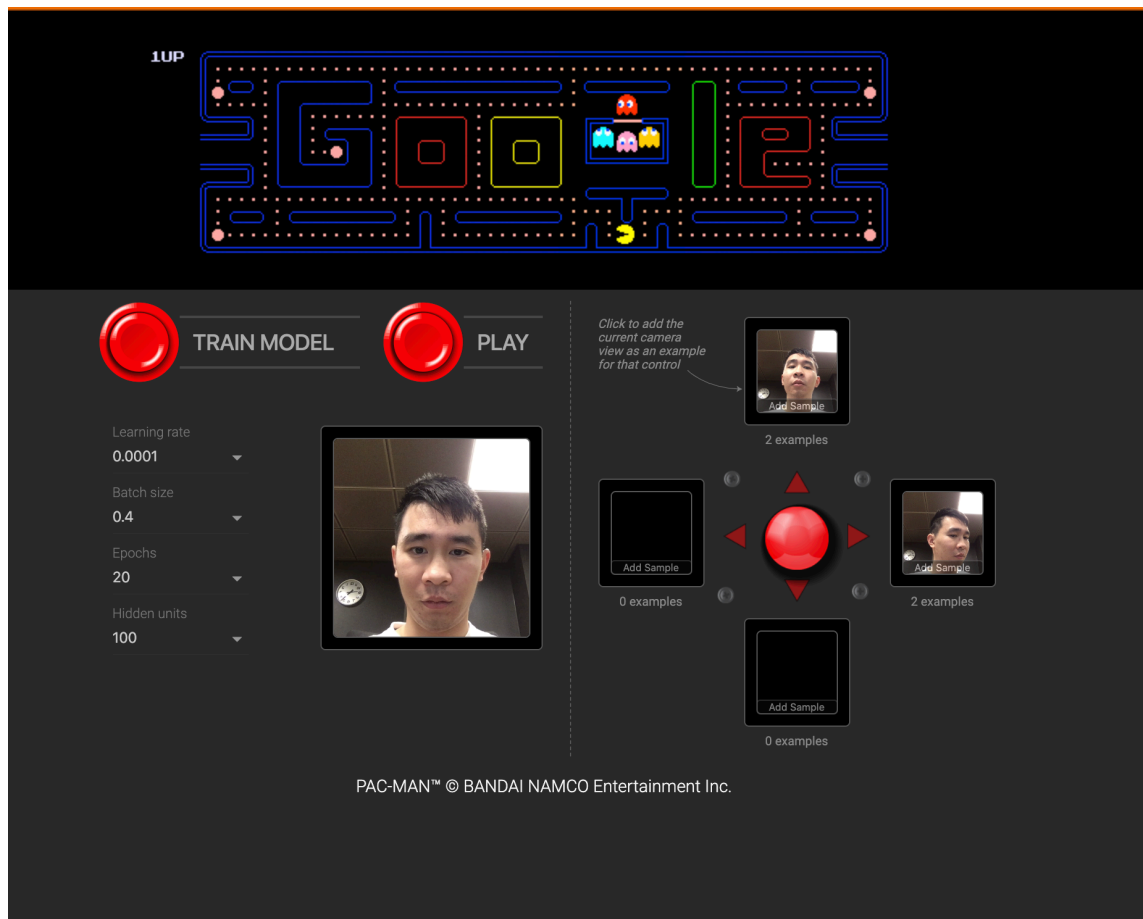 1UP
TRAIN MODEL
PLAY
Learning rate
0.0001
Batch size
0.4
Epochs
20
Hidden units
100
Click to add the
current camera
view as an example
for that control
Add Sample
2 examples
Add Sample
0 examples
Add Sample
2 examples
Add Sample
0 examples
PAC-MAN™ © BANDAI NAMCO Entertainment Inc.